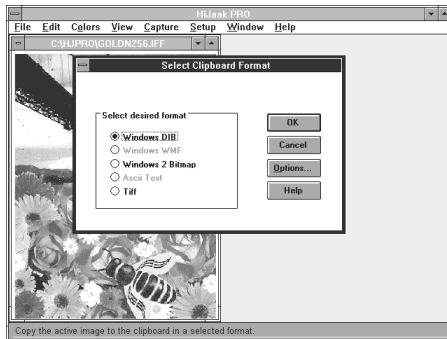 HiJaak PRO
File Edit Colors View Capture Setup Window Help
C:\HJPRO\GOLDN256.IFF
Select Clipboard Format
Select desired format
Windows DIB
Windows WMF
Windows 2 Bitmap
Ascii Text
Tiff
OK
Cancel
Options...
Help
Copy the active image to the clipboard in a selected format.